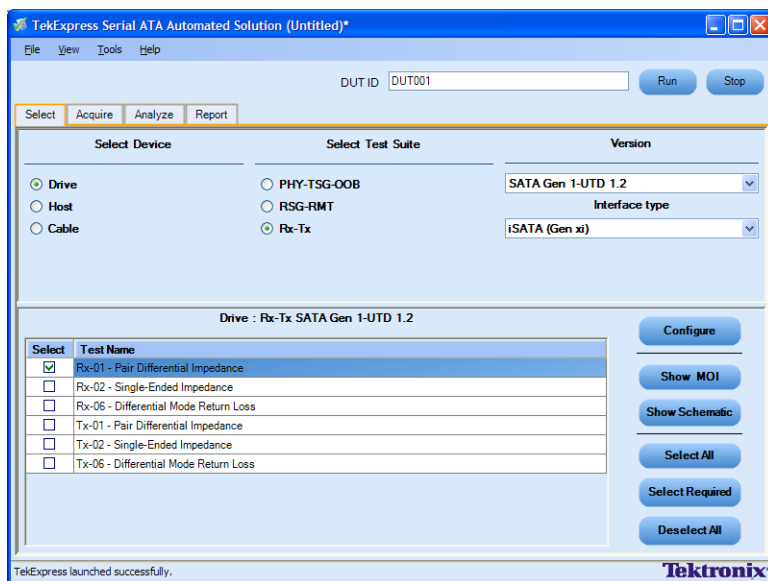 TekExpress Serial ATA Automated Solution (Untitled)*
File View Tools Help
DUT ID DUT001 Run Stop
Select Acquire Analyze Report
Select Device Select Test Suite Version
Drive PHY-TSG-OOB SATA Gen 1-UTD 1.2
Host RSG-RMT Interface type
Cable Rx-Tx iSATA (Gen xi)
Drive : Rx-Tx SATA Gen 1-UTD 1.2
Configure
Select Test Name
Rx-01 - Pair Differential Impedance
Show MOI
Rx-02 - Single-Ended Impedance
Rx-06 - Differential Mode Return Loss
Show Schematic
Tx-01 - Pair Differential Impedance
Tx-02 - Single-Ended Impedance
Select All
Tx-06 - Differential Mode Return Loss
Select Required
Deselect All
TekExpress launched successfully. Tektronix